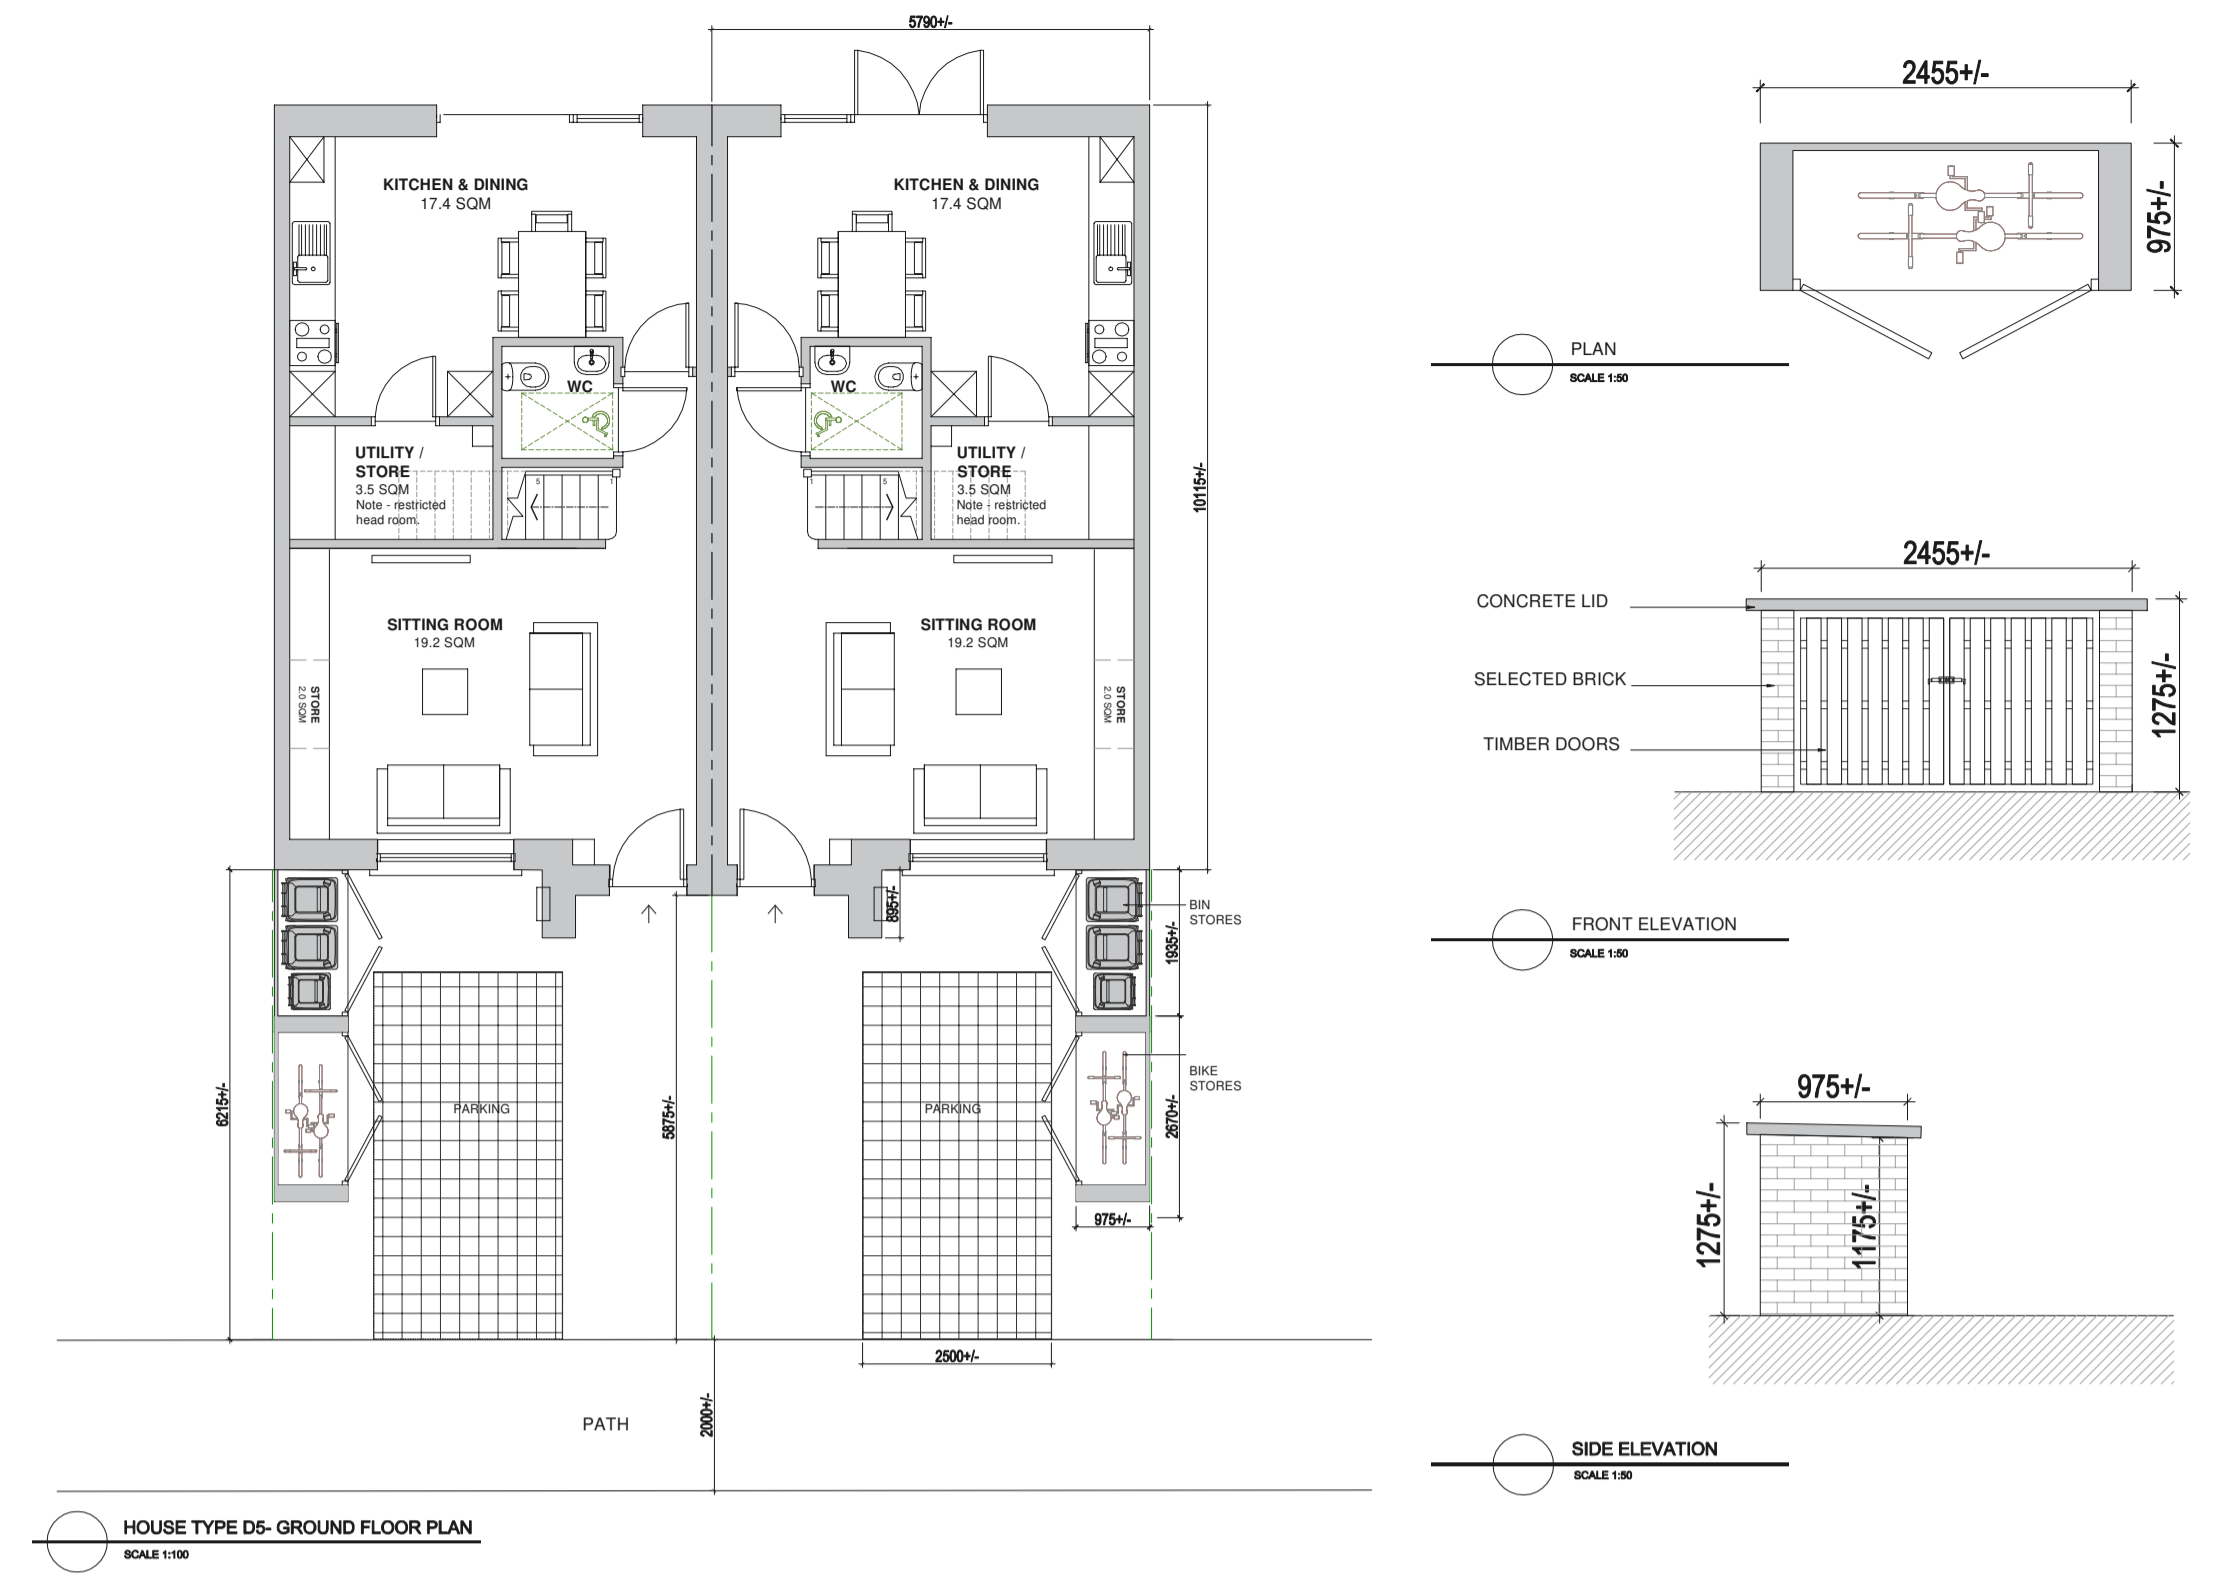 5790+/-
KITCHEN & DINING
17.4 SQM
KITCHEN & DINING
17.4 SQM
WC
WC
UTILITY /
STORE
3.5 SQM
Note - restricted
head room.
5
1
1
5
UTILITY /
STORE
3.5 SQM
Note - restricted
head room.
10115+/-
SITTING ROOM
19.2 SQM
SITTING ROOM
19.2 SQM
STORE
2.0 SQM
STORE
2.0 SQM
895+/-
BIN
STORES
1935+/-
BIKE
STORES
6215+/-
PARKING
5875+/-
PARKING
2670+/-
975+/-
2500+/-
PATH
2000+/-
HOUSE TYPE D5- GROUND FLOOR PLAN
SCALE 1:100
2455+/-
975+/-
PLAN
SCALE 1:50
2455+/-
CONCRETE LID
SELECTED BRICK
TIMBER DOORS
1275+/-
FRONT ELEVATION
SCALE 1:50
975+/-
1275+/-
1175+/-
SIDE ELEVATION
SCALE 1:50